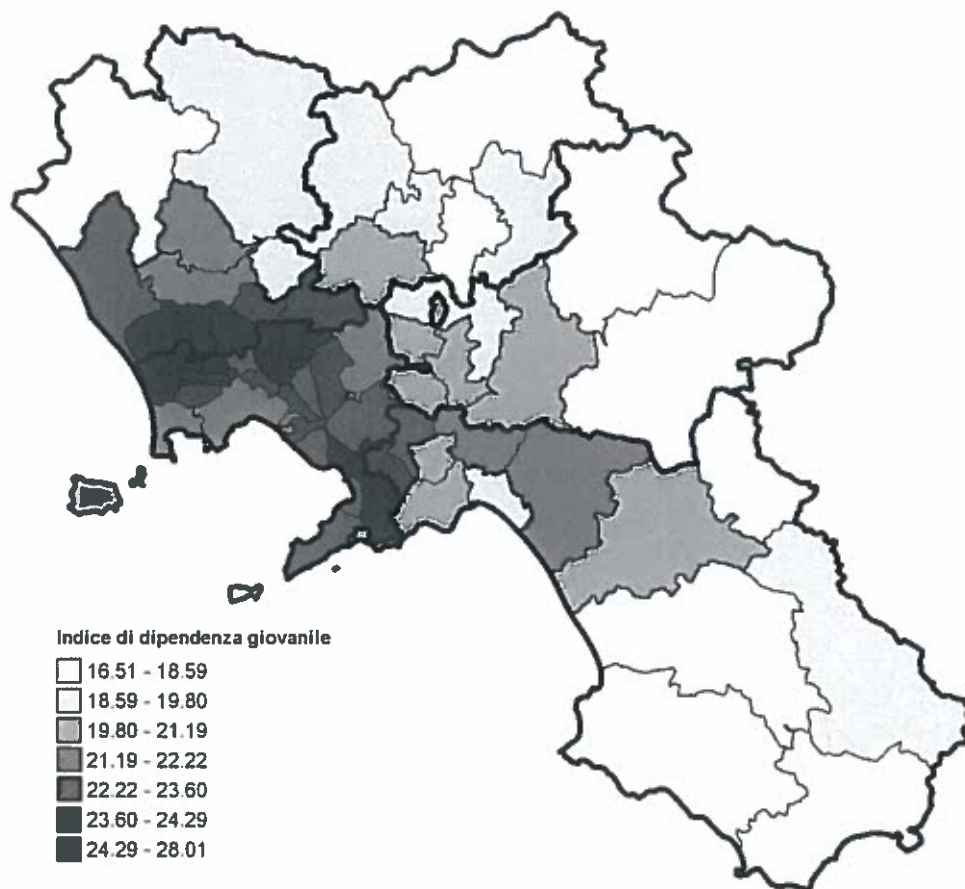 Indice di dipendenza giovanile
16.51 - 18.59
18.59 - 19.80
19.80 - 21.19
21.19 - 22.22
22.22 - 23.60
23.60 - 24.29
24.29 - 28.01